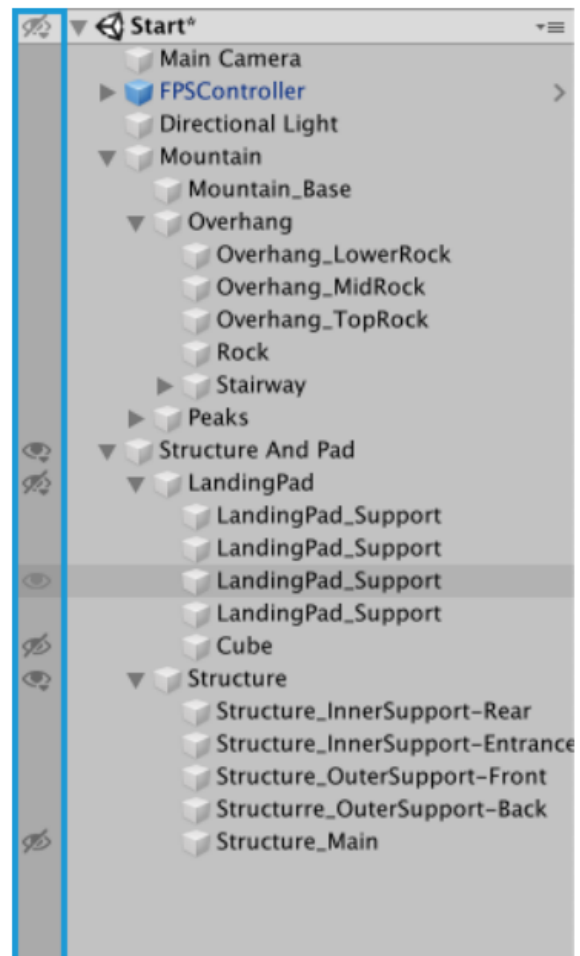 Start*
Main Camera
FPSController
Directional Light
Mountain
Mountain_Base
Overhang
Overhang_LowerRock
Overhang_MidRock
Overhang_TopRock
Rock
Stairway
Peaks
Structure And Pad
LandingPad
LandingPad_Support
LandingPad_Support
LandingPad_Support
LandingPad_Support
Cube
Structure
Structure_InnerSupport-Rear
Structure_InnerSupport-Entrance
Structure_OuterSupport-Front
Structurre_OuterSupport-Back
Structure_Main